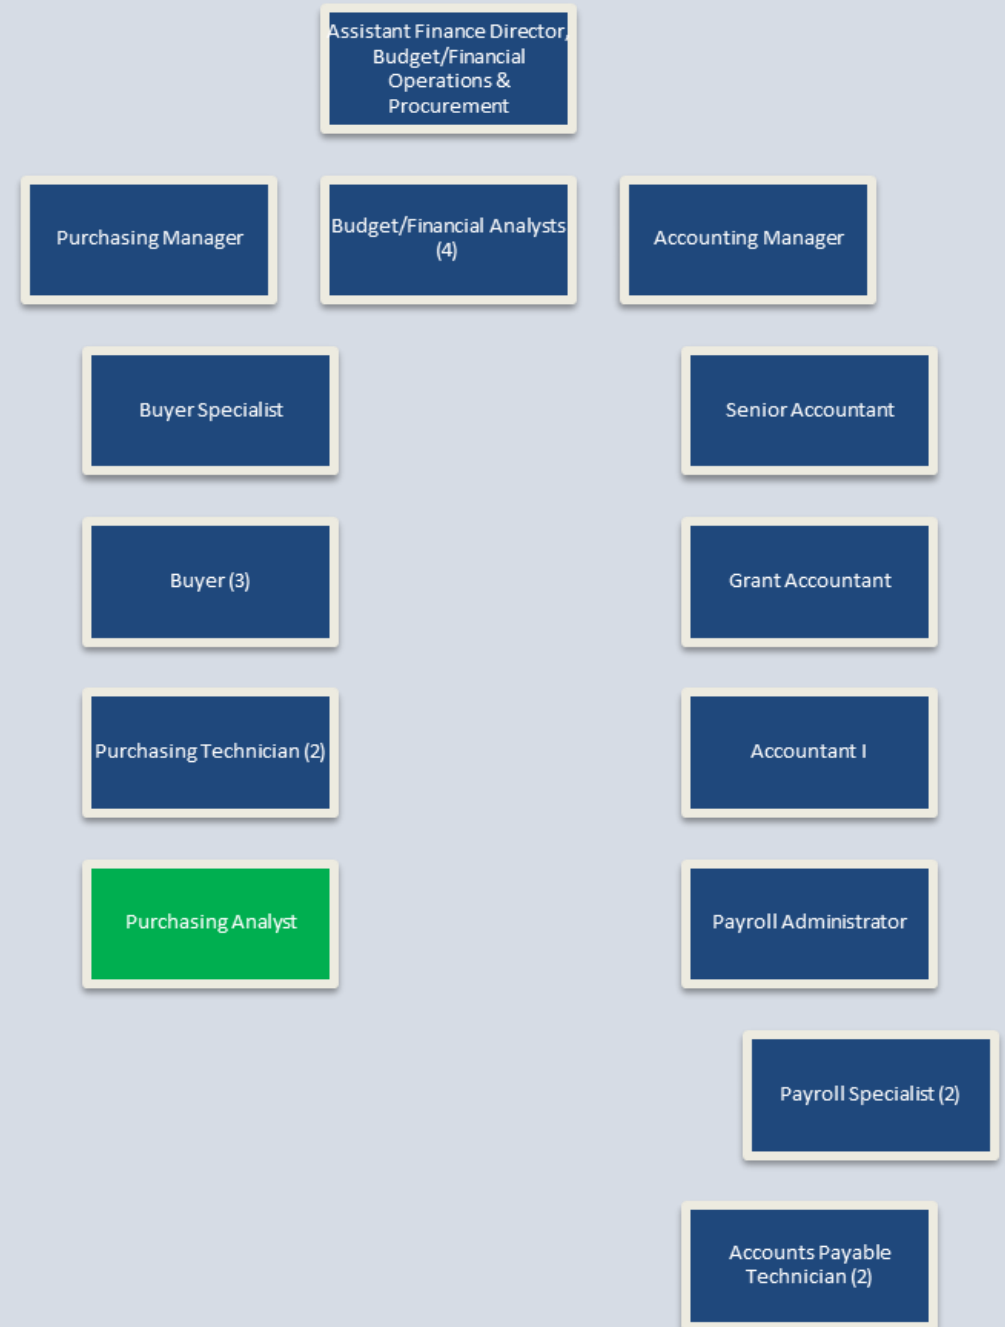 Assistant Finance Director,
Budget/Financial
Operations &
Procurement
Purchasing Manager
Budget/Financial Analysts
(4)
Accounting Manager
Buyer Specialist
Senior Accountant
Buyer (3)
Grant Accountant
Purchasing Technician (2)
Accountant I
Purchasing Analyst
Payroll Administrator
Payroll Specialist (2)
Accounts Payable
Technician (2)